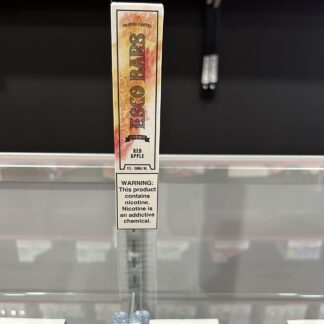 ESCO BARS
RED
APPLE
WARNING:
This product
contains
nicotine.
Nicotine is
an addictive
chemical.